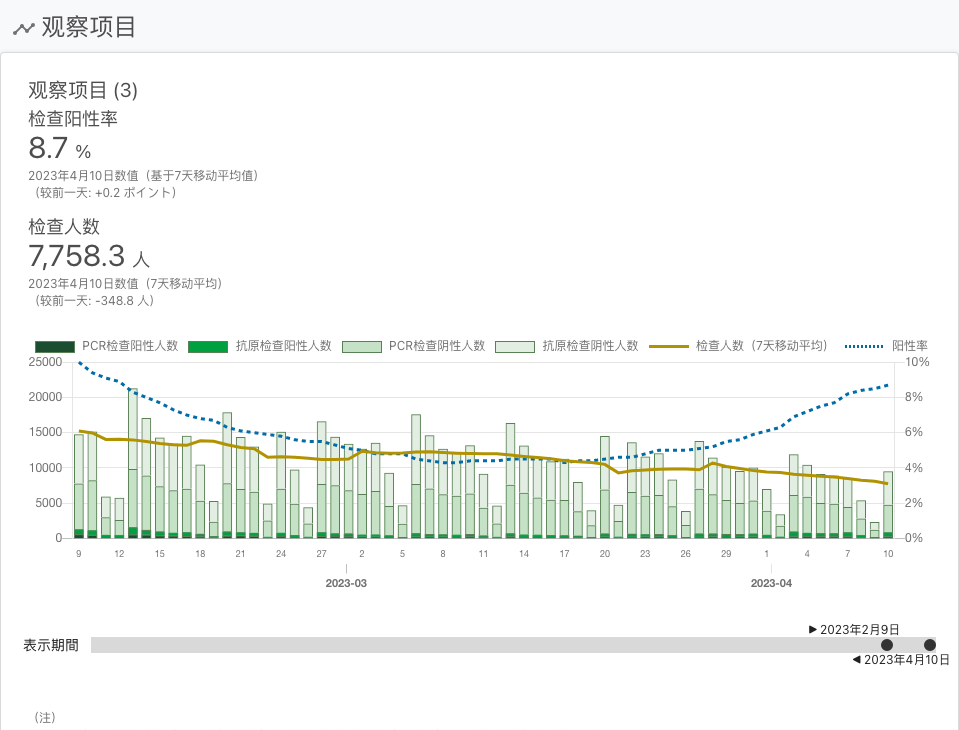 观察项目
观察项目 (3)
检查阳性率
8.7 %
2023年4月10日数值（基于7天移动平均值）
（较前一天: +0.2 ポイント）
检查人数
7,758.3 人
2023年4月10日数值（7天移动平均）
（较前一天: -348.8 人）
PCR检查阳性人数 抗原检查阳性人数 PCR检查阴性人数 抗原检查阴性人数 检查人数（7天移动平均） 阳性率
25000 10%
20000 8%
15000 6%
10000 4%
5000 2%
0 0%
9 12 15 18 21 24 27 2 5 8 11 14 17 20 23 26 29 1 4 7 10
2023-03 2023-04
▶ 2023年2月9日
表示期間
◀ 2023年4月10日
（注）